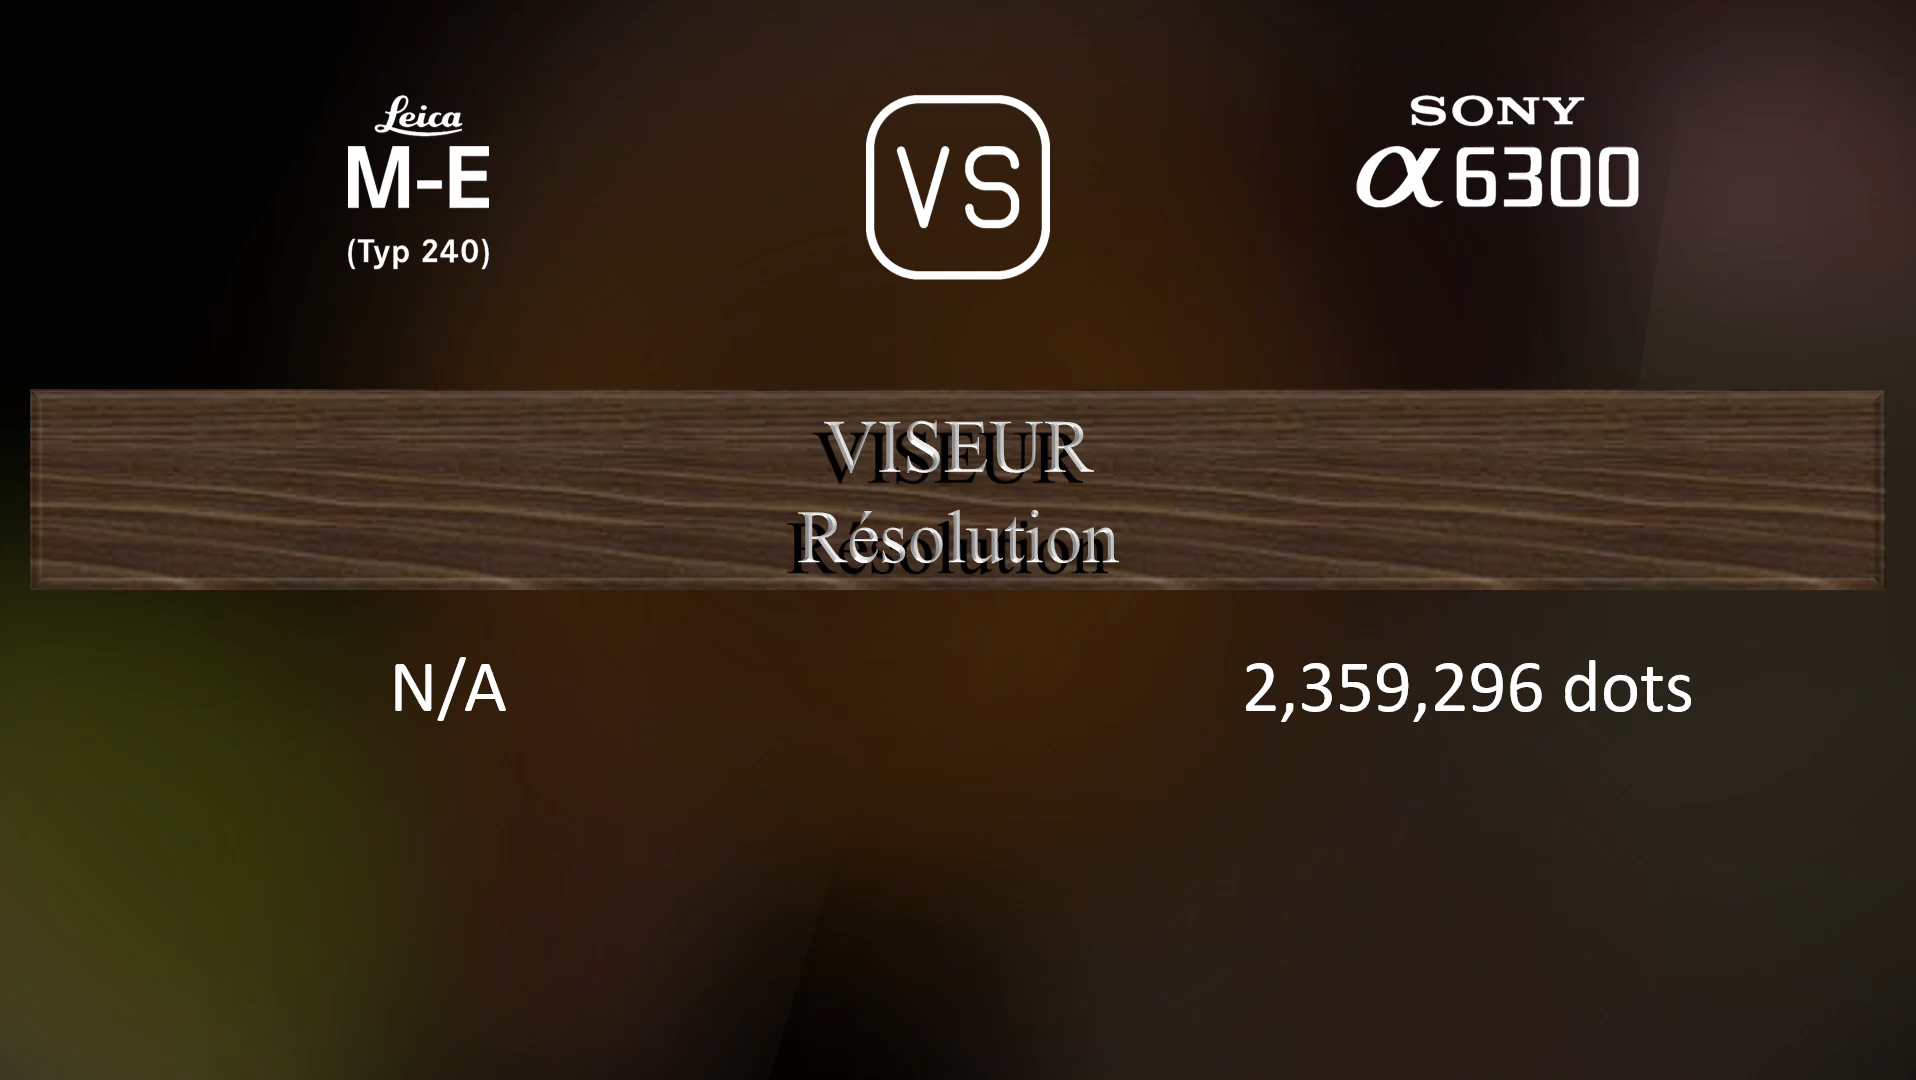 Leica
M-E
(Typ 240)
VS
SONY
α6300
VISEUR
Résolution
N/A
2,359,296 dots